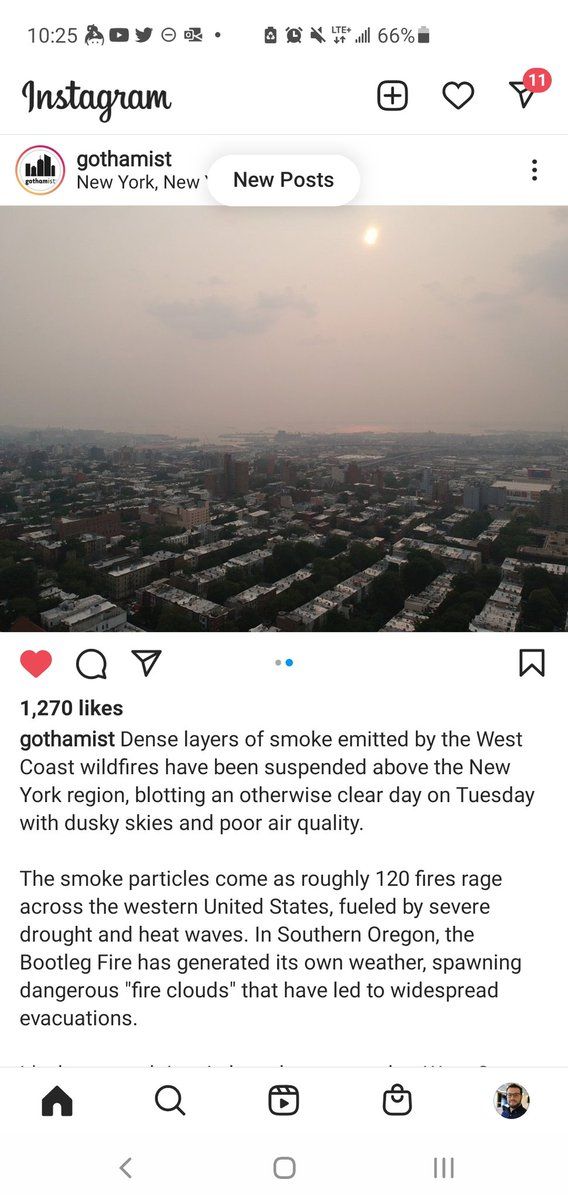 10:25 LTE+ 66%
Instagram
11
gothamist
New York, New
New Posts
gothamist
1,270 likes
gothamist Dense layers of smoke emitted by the West
Coast wildfires have been suspended above the New
York region, blotting an otherwise clear day on Tuesday
with dusky skies and poor air quality.
The smoke particles come as roughly 120 fires rage
across the western United States, fueled by severe
drought and heat waves. In Southern Oregon, the
Bootleg Fire has generated its own weather, spawning
dangerous "fire clouds" that have led to widespread
evacuations.